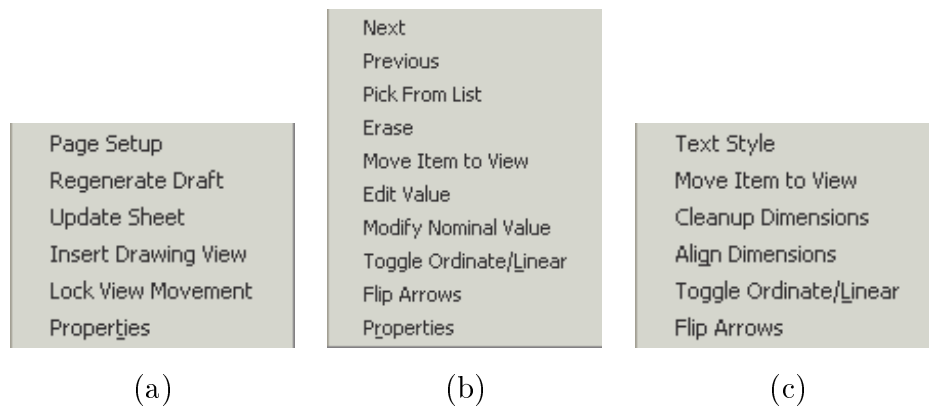 Page Setup
Regenerate Draft
Update Sheet
Insert Drawing View
Lock View Movement
Properties
(a)
Next
Previous
Pick From List
Erase
Move Item to View
Edit Value
Modify Nominal Value
Toggle Ordinate/Linear
Flip Arrows
Properties
(b)
Text Style
Move Item to View
Cleanup Dimensions
Align Dimensions
Toggle Ordinate/Linear
Flip Arrows
(c)